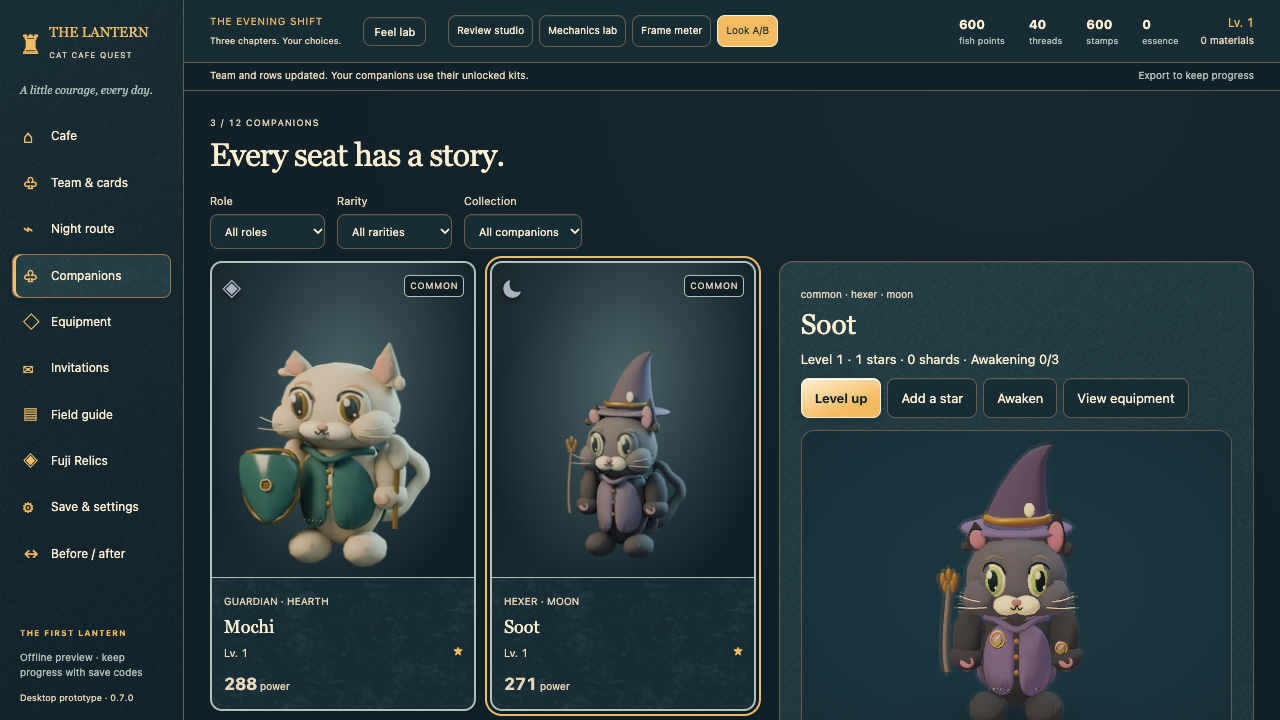 THE LANTERN
CAT CAFE QUEST
A little courage, every day.
Cafe
Team & cards
Night route
Companions
Equipment
Invitations
Field guide
Fuji Relics
Save & settings
Before / after
THE FIRST LANTERN
Offline preview · keep
progress with save codes
Desktop prototype · 0.7.0
THE EVENING SHIFT
Three chapters. Your choices.
Feel lab
Review studio
Mechanics lab
Frame meter
Look A/B
600
fish points
40
threads
600
stamps
0
essence
Lv. 1
0 materials
Team and rows updated. Your companions use their unlocked kits.
Export to keep progress
3 / 12 COMPANIONS
Every seat has a story.
Role
Rarity
Collection
All roles
All rarities
All companions
COMMON
GUARDIAN · HEARTH
Mochi
Lv. 1
288 power
COMMON
HEXER · MOON
Soot
Lv. 1
271 power
common · hexer · moon
Soot
Level 1 · 1 stars · 0 shards · Awakening 0/3
Level up
Add a star
Awaken
View equipment